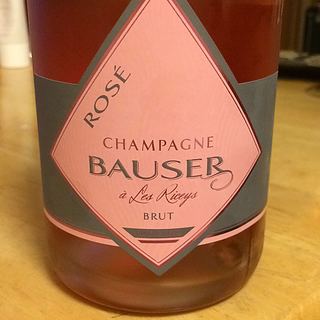 ROSÉ
CHAMPAGNE
BAUSER
à Les Riceys
BRUT